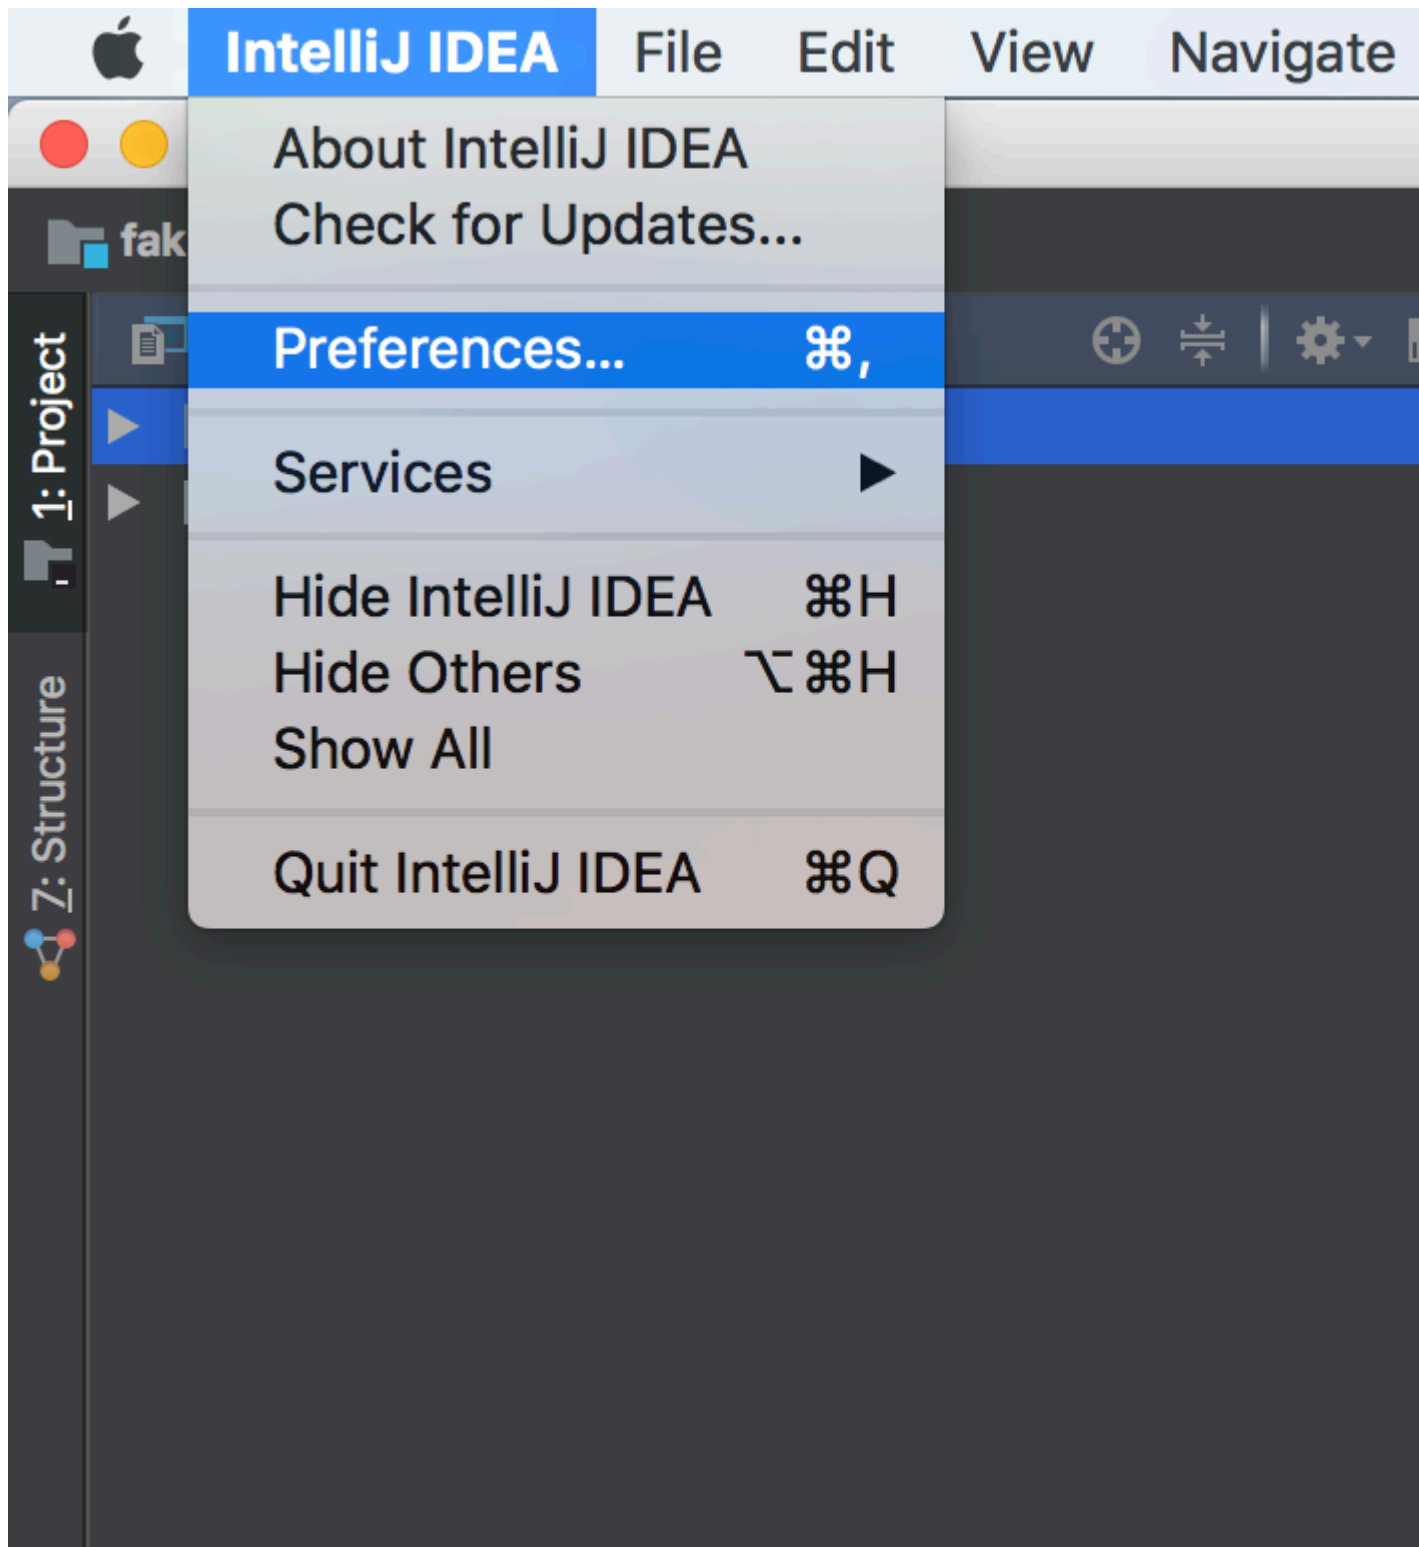 IntelliJ IDEA File Edit View Navigate
About IntelliJ IDEA
Check for Updates...
fak
Preferences... ⌘,
Services ▶
Hide IntelliJ IDEA ⌘H
Hide Others ⌥⌘H
Show All
Quit IntelliJ IDEA ⌘Q
1: Project
7: Structure